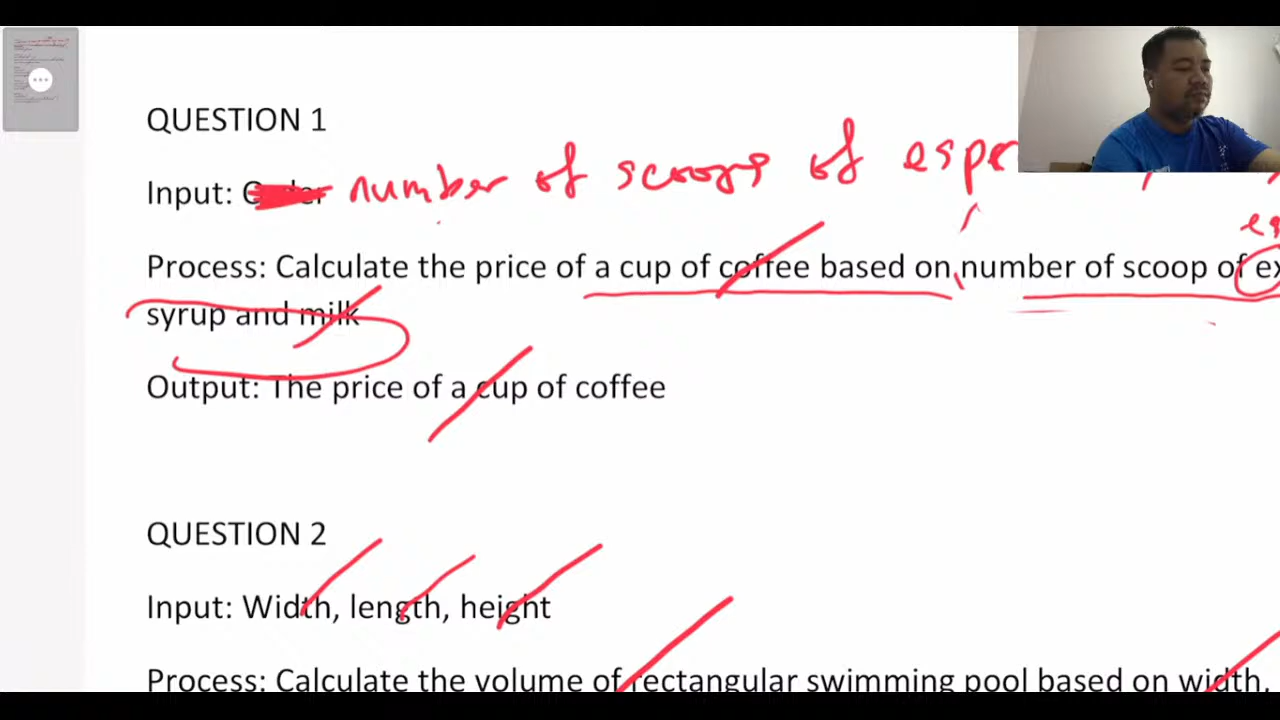 QUESTION 1
Input: number of scoops of
Process: Calculate the price of a cup of coffee based on number of scoop of
syrup and milk
Output: The price of a cup of coffee
QUESTION 2
Input: Width, length, height
Process: Calculate the volume of rectangular swimming pool based on width,